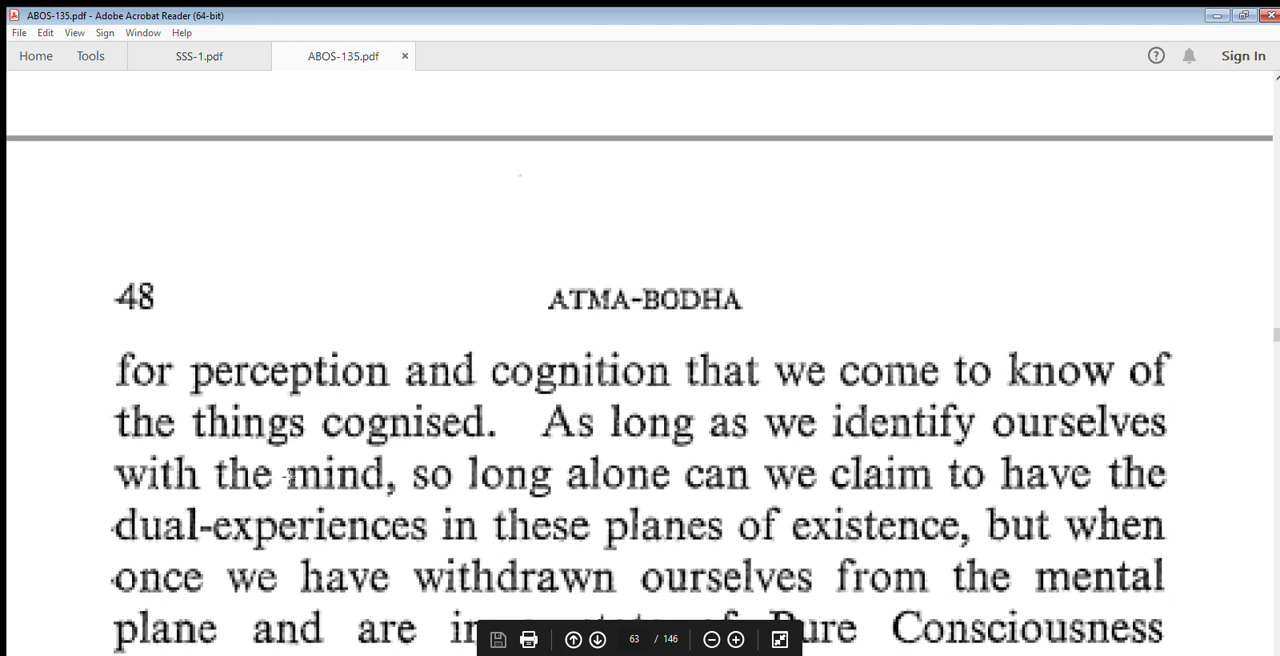 ABOS-135.pdf - Adobe Acrobat Reader (64-bit)
File Edit View Sign Window Help
Home Tools SSS-1.pdf ABOS-135.pdf × ? Sign In
48 ATMA-BODHA
for perception and cognition that we come to know of
the things cognised. As long as we identify ourselves
with the mind, so long alone can we claim to have the
dual-experiences in these planes of existence, but when
once we have withdrawn ourselves from the mental
plane and are in Pure Consciousness
63 / 146